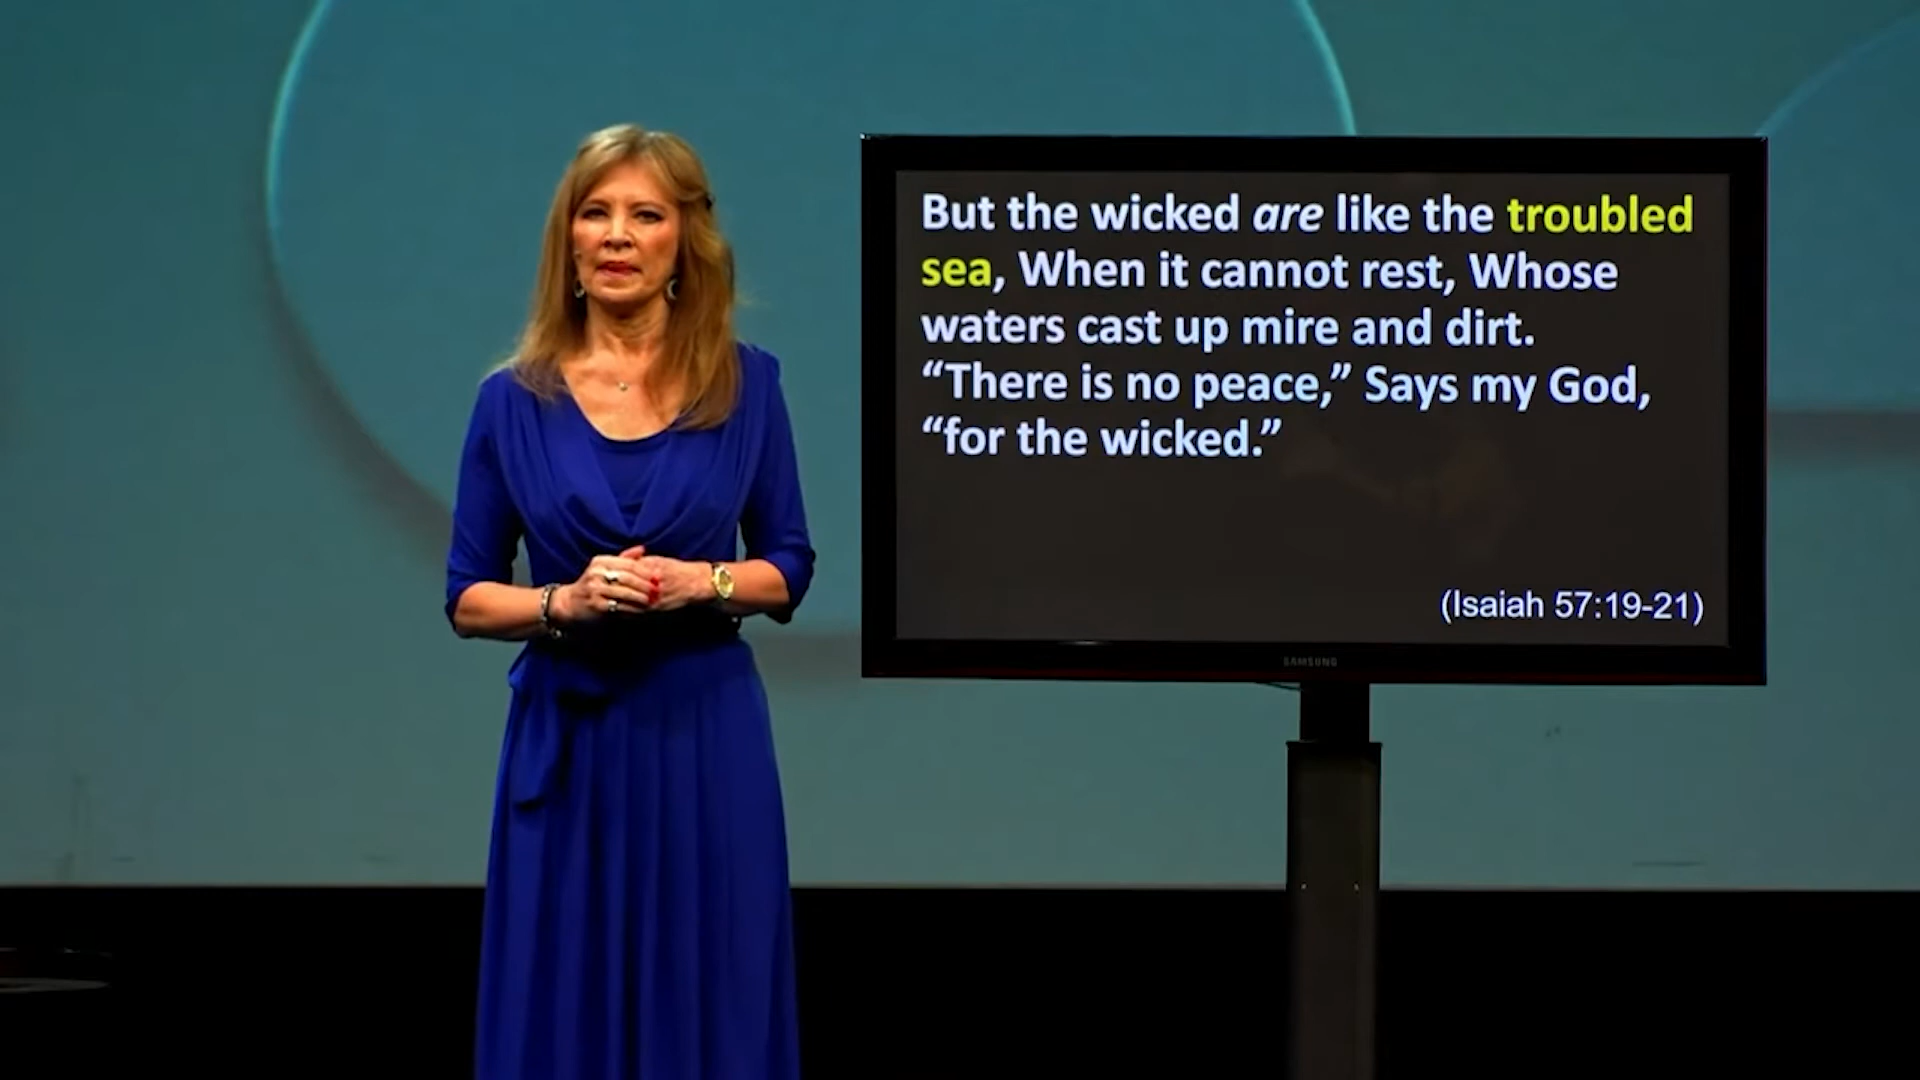 But the wicked are like the troubled
sea, When it cannot rest, Whose
waters cast up mire and dirt.
“There is no peace,” Says my God,
“for the wicked.”
(Isaiah 57:19-21)
SAMSUNG